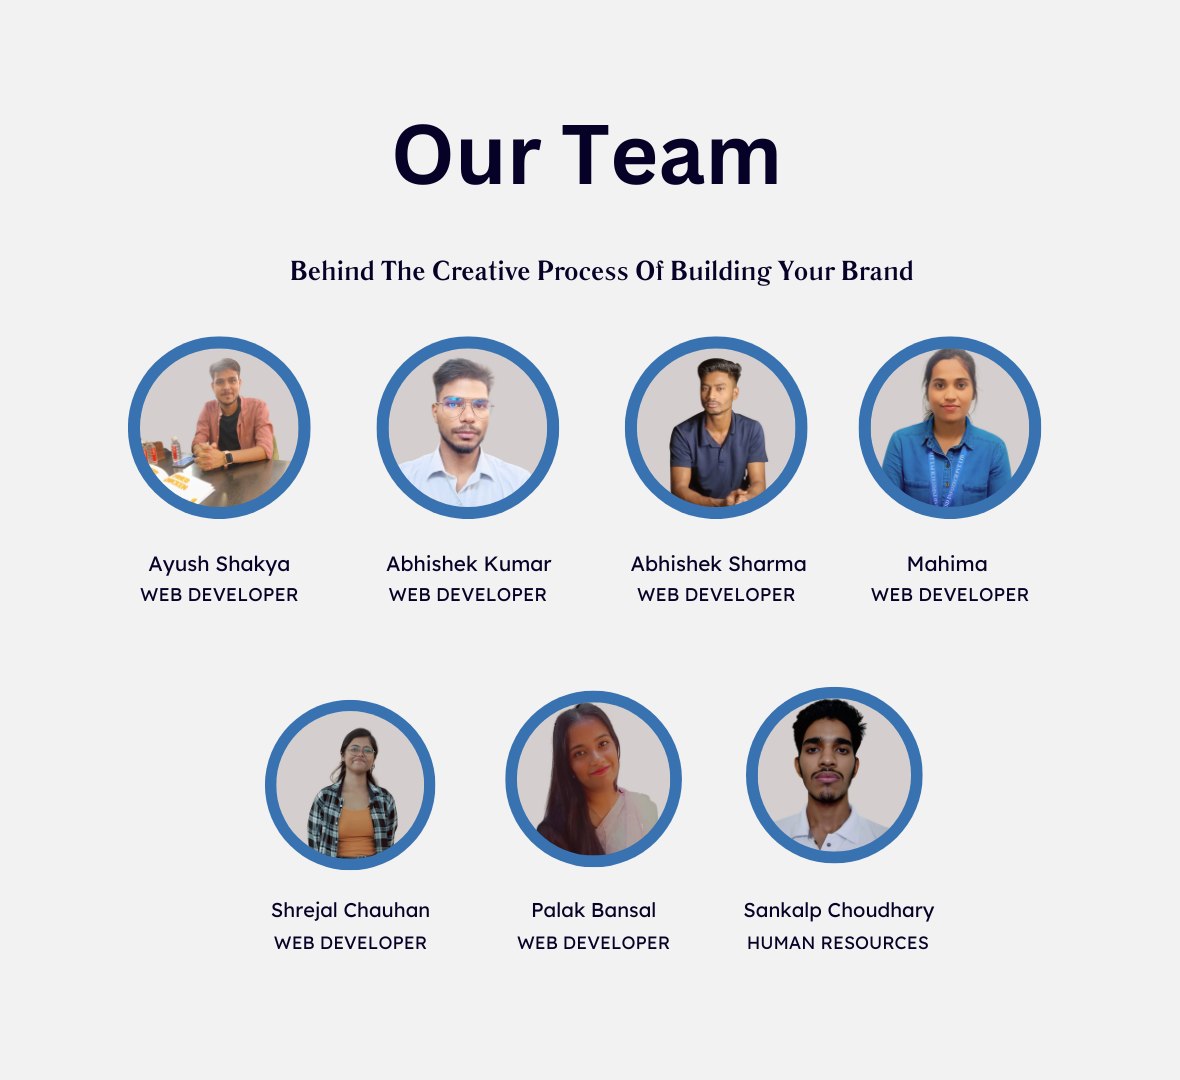 Our Team
Behind The Creative Process Of Building Your Brand
Ayush Shakya
WEB DEVELOPER
Abhishek Kumar
WEB DEVELOPER
Abhishek Sharma
WEB DEVELOPER
Mahima
WEB DEVELOPER
Shrejal Chauhan
WEB DEVELOPER
Palak Bansal
WEB DEVELOPER
Sankalp Choudhary
HUMAN RESOURCES